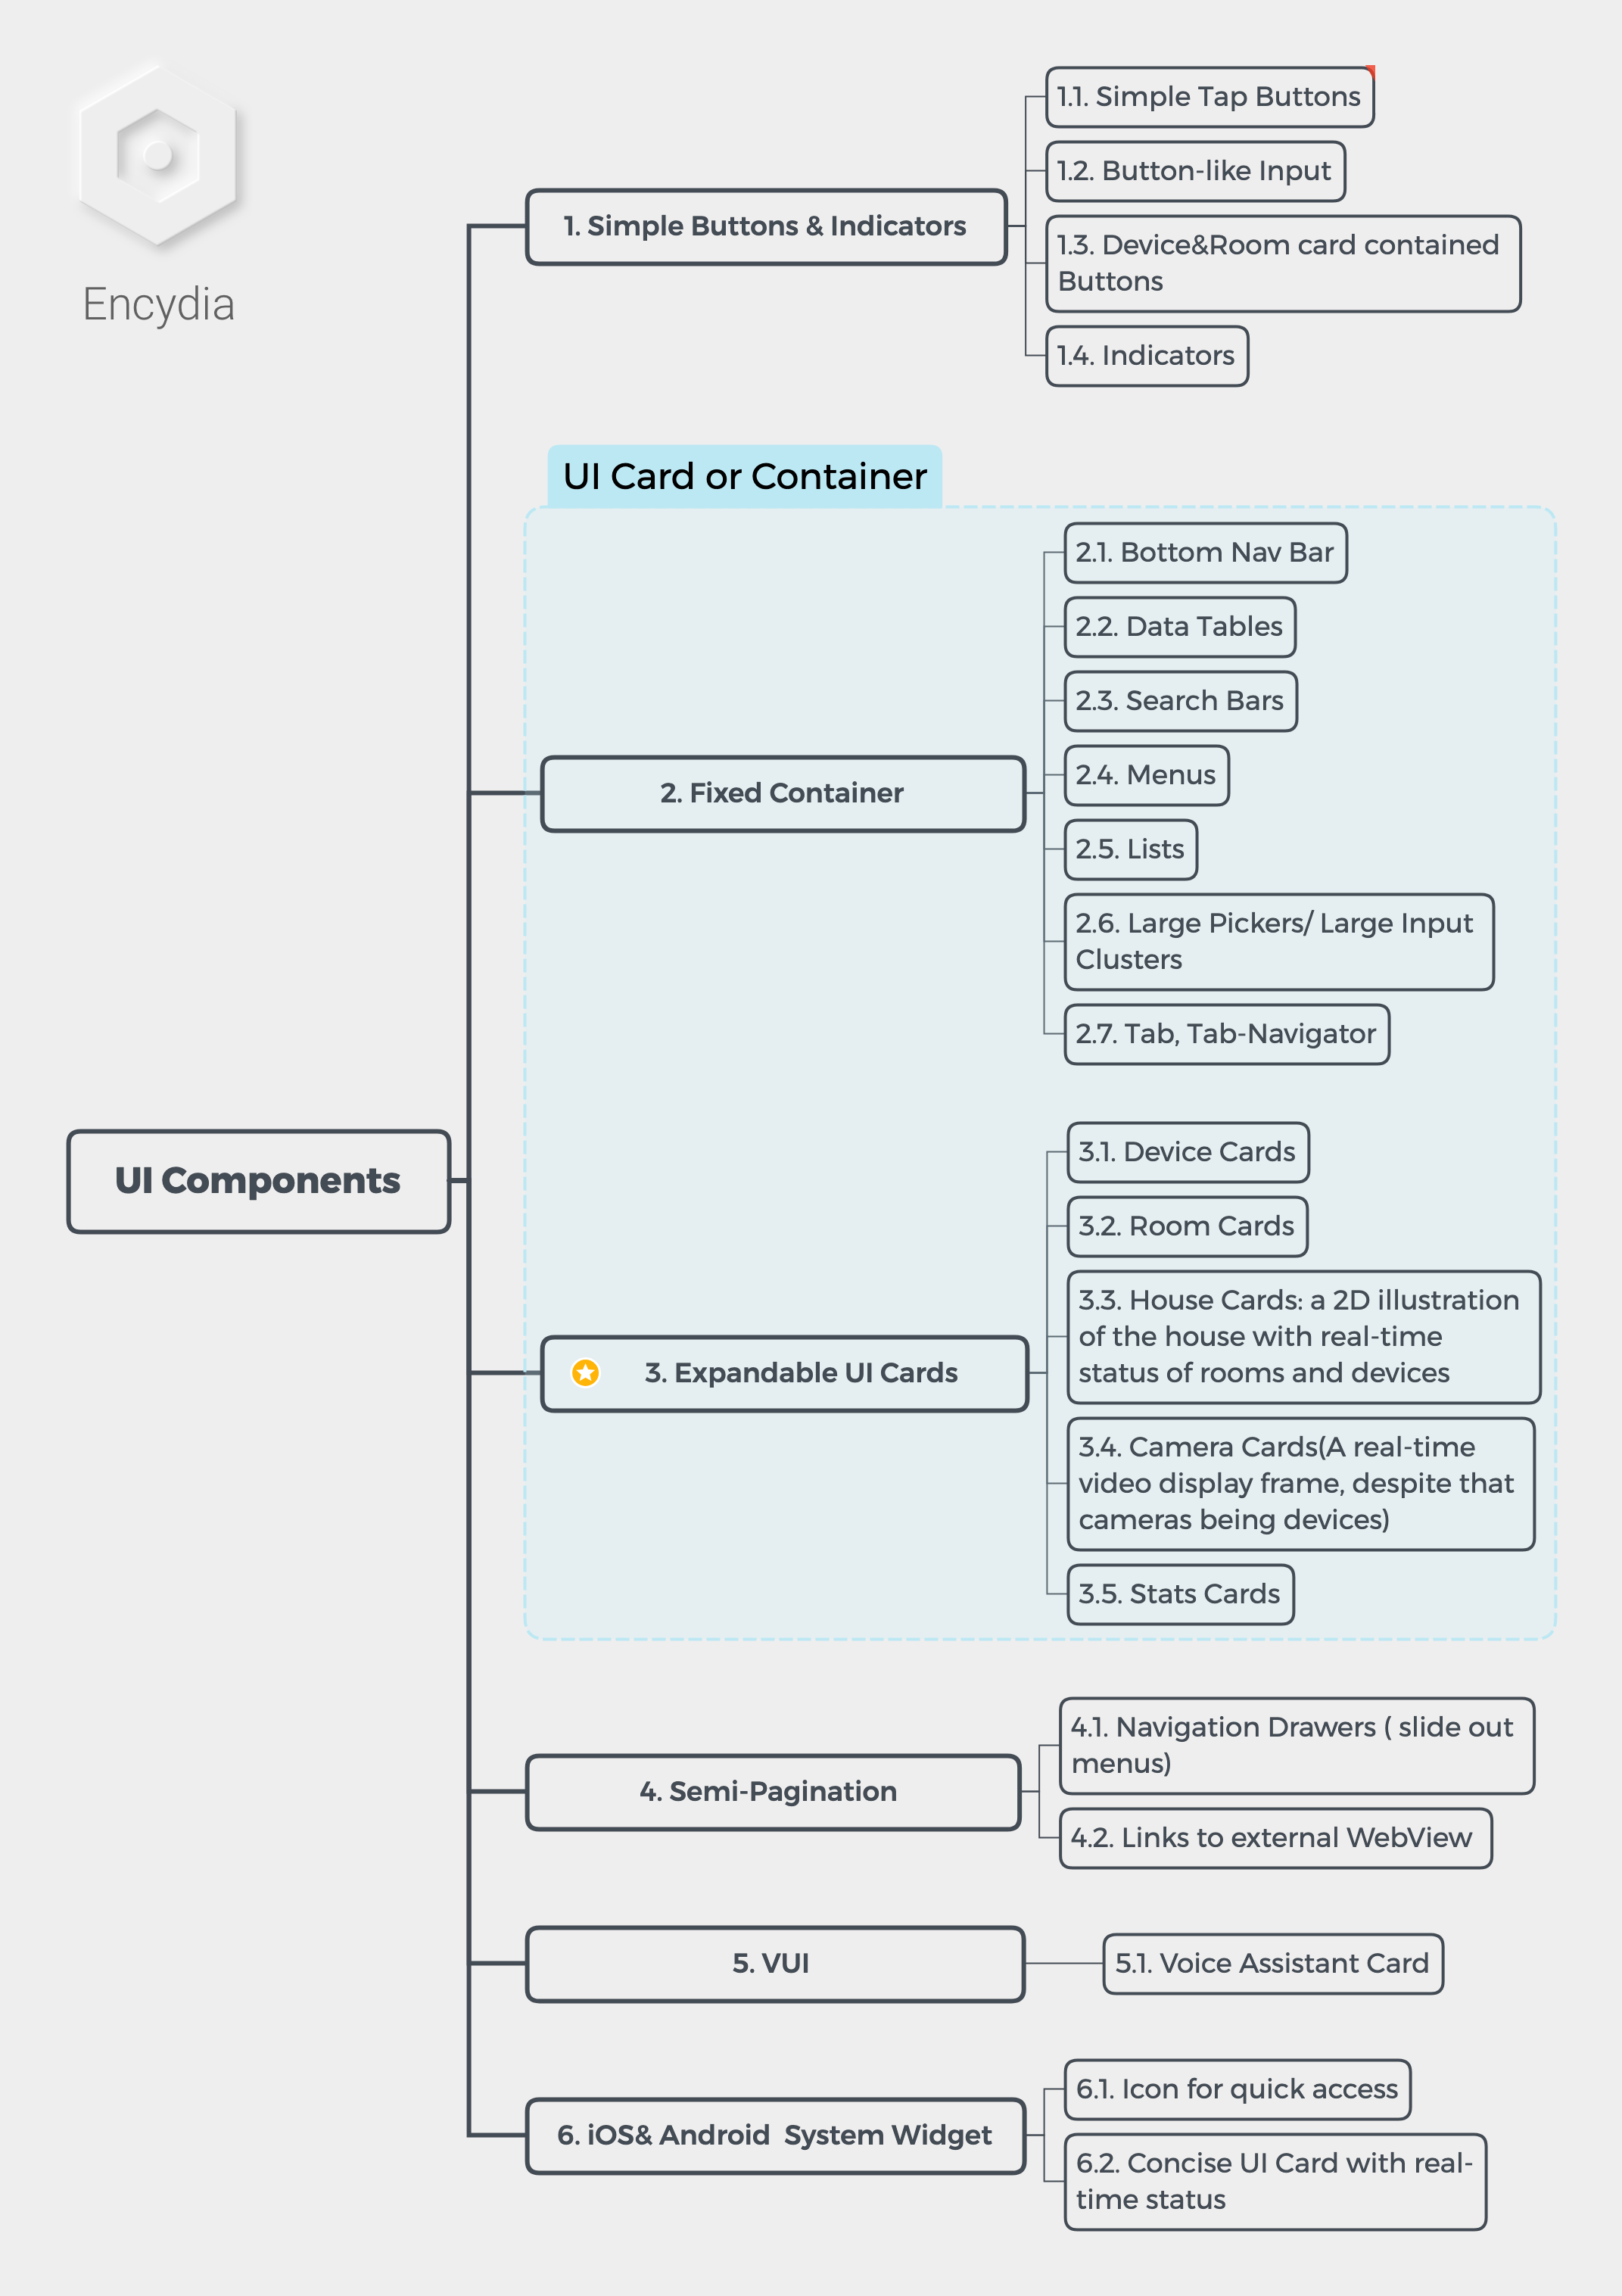 Encydia
UI Components
1. Simple Buttons & Indicators
1.1. Simple Tap Buttons
1.2. Button-like Input
1.3. Device&Room card contained
Buttons
1.4. Indicators
UI Card or Container
2. Fixed Container
2.1. Bottom Nav Bar
2.2. Data Tables
2.3. Search Bars
2.4. Menus
2.5. Lists
2.6. Large Pickers/ Large Input
Clusters
2.7. Tab, Tab-Navigator
3. Expandable UI Cards
3.1. Device Cards
3.2. Room Cards
3.3. House Cards: a 2D illustration
of the house with real-time
status of rooms and devices
3.4. Camera Cards(A real-time
video display frame, despite that
cameras being devices)
3.5. Stats Cards
4. Semi-Pagination
4.1. Navigation Drawers ( slide out
menus)
4.2. Links to external WebView
5. VUI
5.1. Voice Assistant Card
6. iOS& Android  System Widget
6.1. Icon for quick access
6.2. Concise UI Card with real-
time status